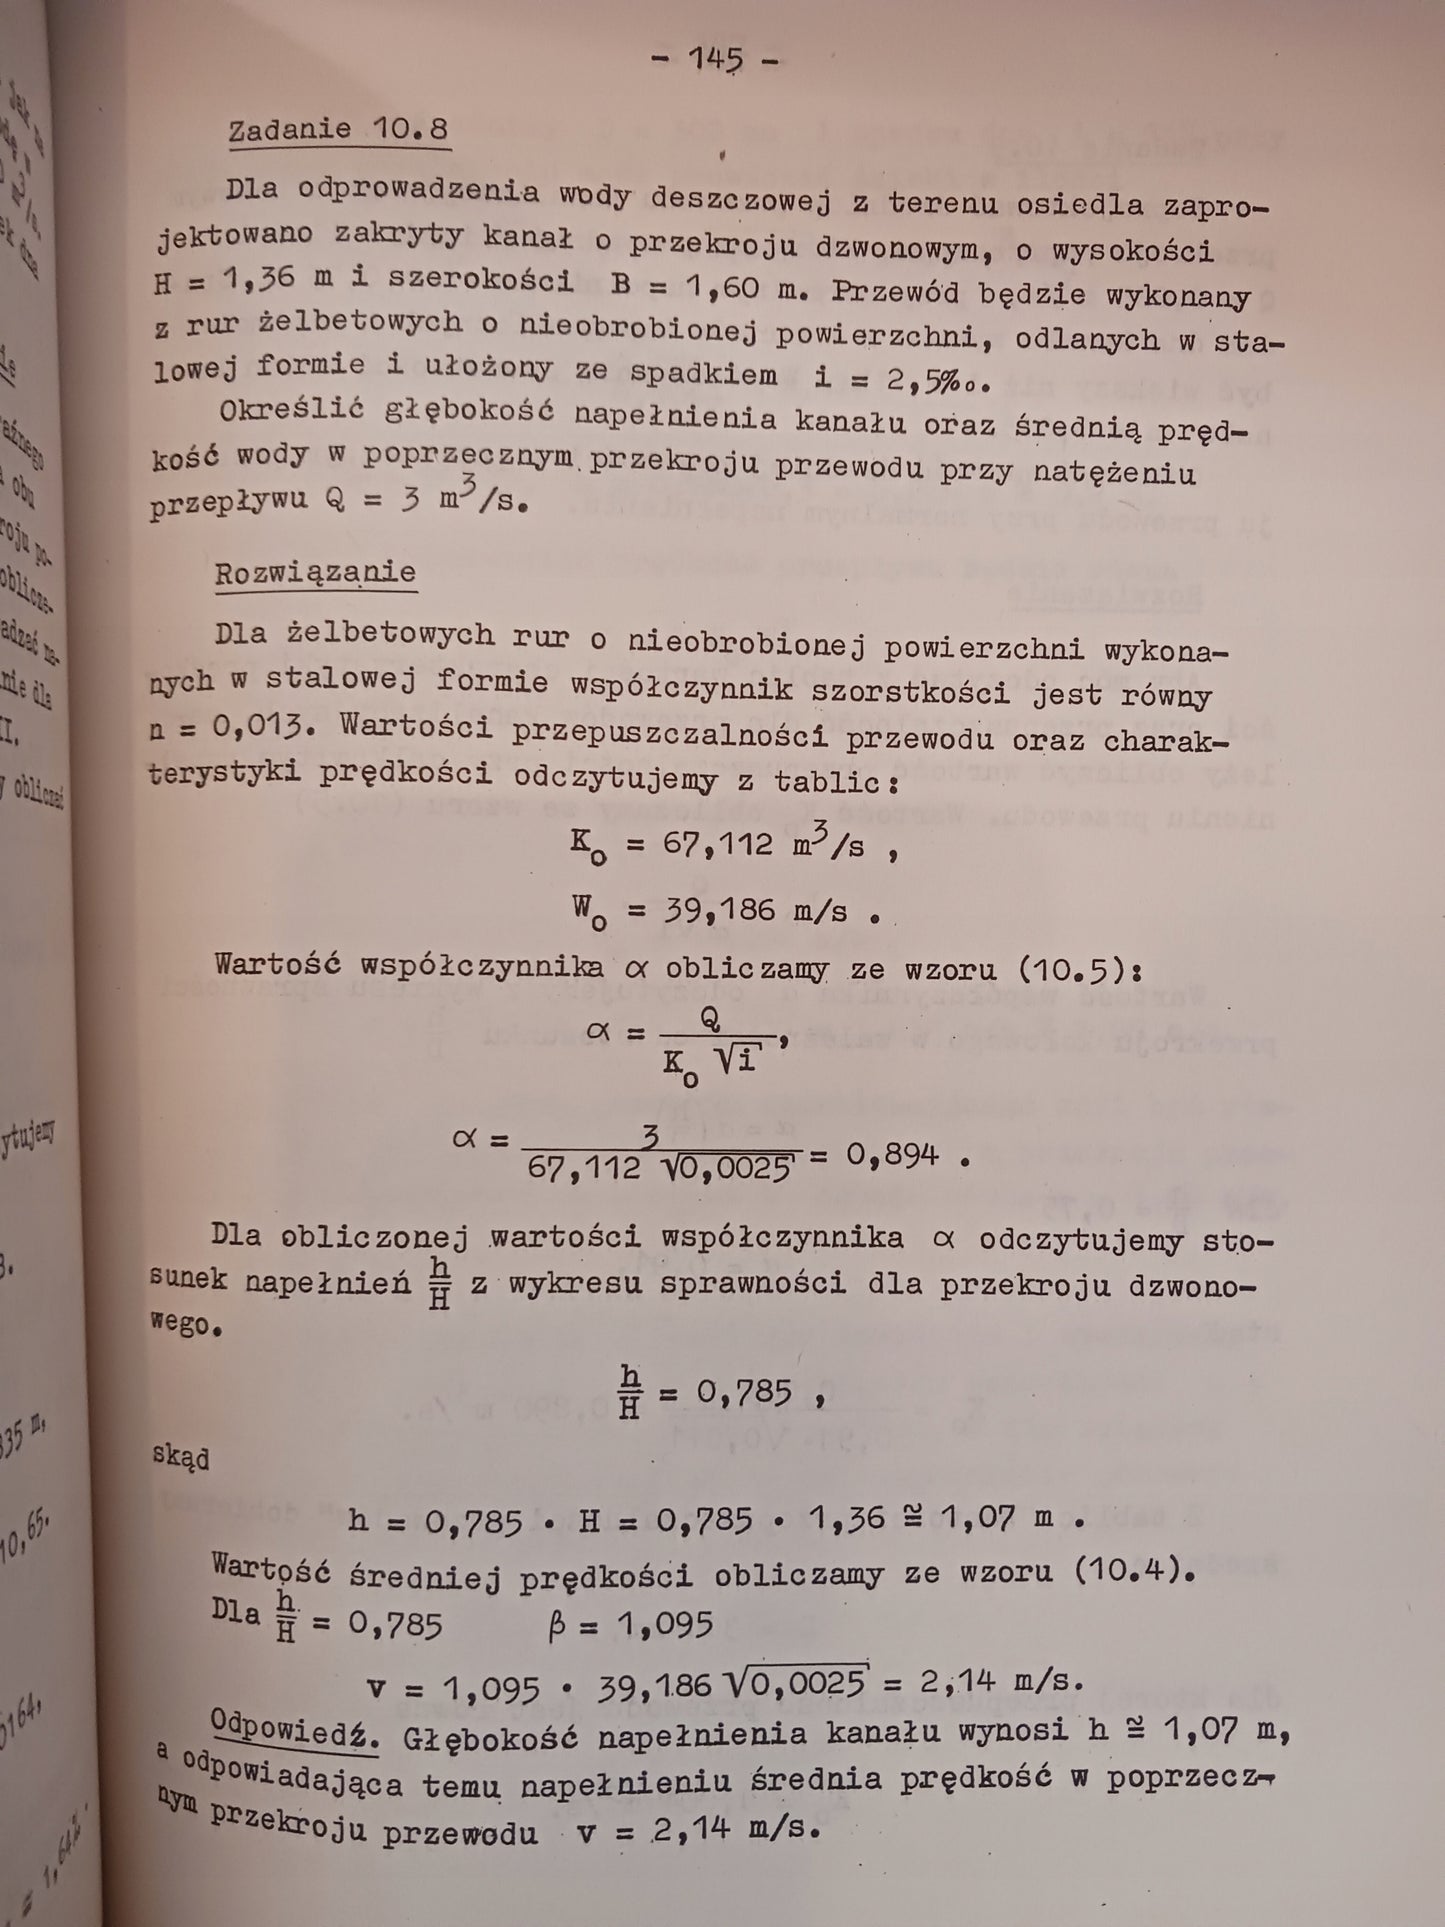 - 145 -
Zadanie 10.8
Dla odprowadzenia wody deszczowej z terenu osiedla zapro-
jektowano zakryty kanał o przekroju dzwonowym, o wysokości
H = 1,36 m i szerokości B = 1,60 m. Przewód będzie wykonany
z rur żelbetowych o nieobrobionej powierzchni, odlanych w sta-
lowej formie i ułożony ze spadkiem i = 2,5‰.
Określić głębokość napełnienia kanału oraz średnią pręd-
kość wody w poprzecznym przekroju przewodu przy natężeniu
przepływu Q = 3 m³/s.
Rozwiązanie
Dla żelbetowych rur o nieobrobionej powierzchni wykona-
nych w stalowej formie współczynnik szorstkości jest równy
n = 0,013. Wartości przepuszczalności przewodu oraz charak-
terystyki prędkości odczytujemy z tablic:
K₀ = 67,112 m³/s ,
W₀ = 39,186 m/s .
Wartość współczynnika α obliczamy ze wzoru (10.5):
α = Q / K₀ √i ,
α = 3 / 67,112 √0,0025 = 0,894 .
Dla obliczonej wartości współczynnika α odczytujemy sto-
sunek napełnień h/H z wykresu sprawności dla przekroju dzwono-
wego.
h/H = 0,785 ,
skąd
h = 0,785 • H = 0,785 • 1,36 ≅ 1,07 m .
Wartość średniej prędkości obliczamy ze wzoru (10.4).
Dla h/H = 0,785 β = 1,095
v = 1,095 • 39,186 √0,0025 = 2,14 m/s.
Odpowiedź. Głębokość napełnienia kanału wynosi h ≅ 1,07 m,
a odpowiadająca temu napełnieniu średnia prędkość w poprzecz-
nym przekroju przewodu v = 2,14 m/s.